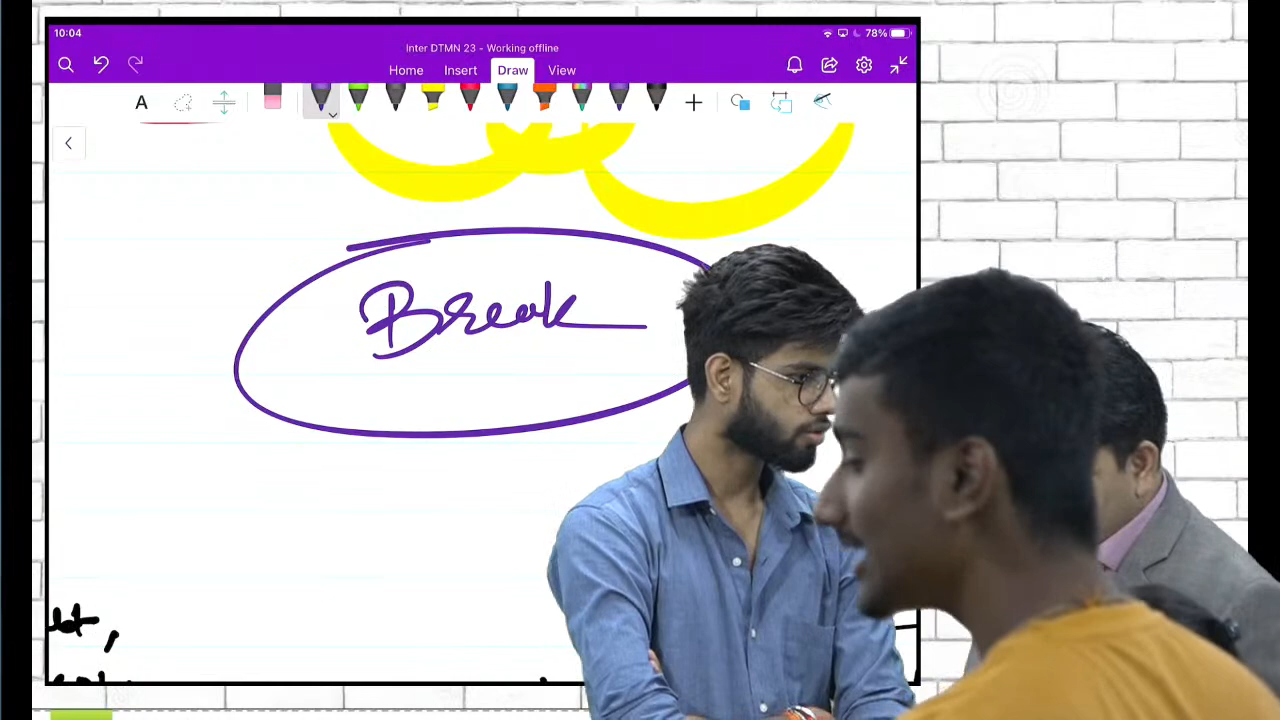 10:04
78%
Inter DTMN 23 - Working offline
Home Insert Draw View
A
Break